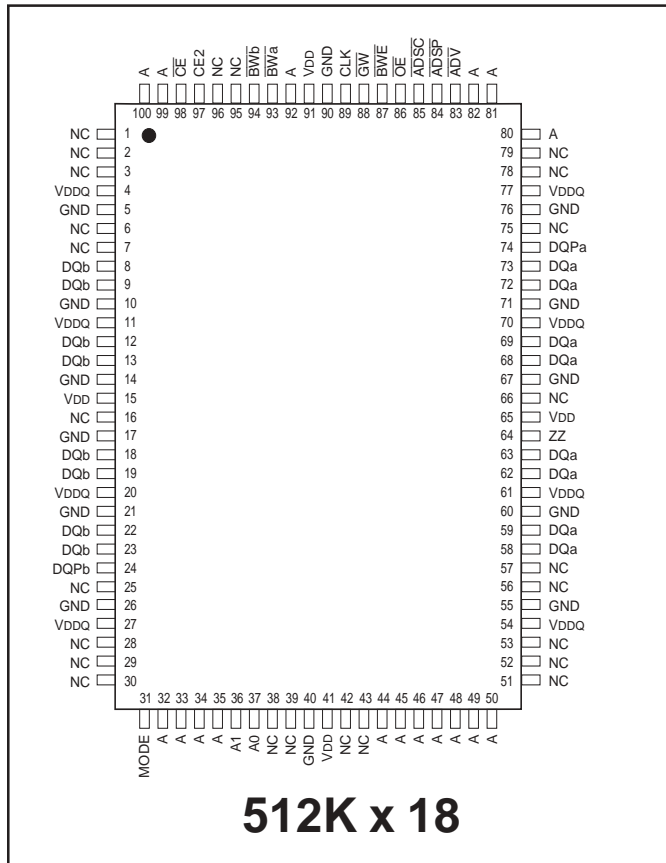 A A CE CE2 NC NC BWb BWa A VDD GND CLK GW BWE OE ADSC ADSP ADV A A
100 99 98 97 96 95 94 93 92 91 90 89 88 87 86 85 84 83 82 81
NC 1 80 A
NC 2 79 NC
NC 3 78 NC
VDDQ 4 77 VDDQ
GND 5 76 GND
NC 6 75 NC
NC 7 74 DQPa
DQb 8 73 DQa
DQb 9 72 DQa
GND 10 71 GND
VDDQ 11 70 VDDQ
DQb 12 69 DQa
DQb 13 68 DQa
GND 14 67 GND
VDD 15 66 NC
NC 16 65 VDD
GND 17 64 ZZ
DQb 18 63 DQa
DQb 19 62 DQa
VDDQ 20 61 VDDQ
GND 21 60 GND
DQb 22 59 DQa
DQb 23 58 DQa
DQPb 24 57 NC
NC 25 56 NC
GND 26 55 GND
VDDQ 27 54 VDDQ
NC 28 53 NC
NC 29 52 NC
NC 30 51 NC
31 32 33 34 35 36 37 38 39 40 41 42 43 44 45 46 47 48 49 50
MODE A A A A A1 A0 NC NC GND VDD NC NC A A A A A A A
512K x 18